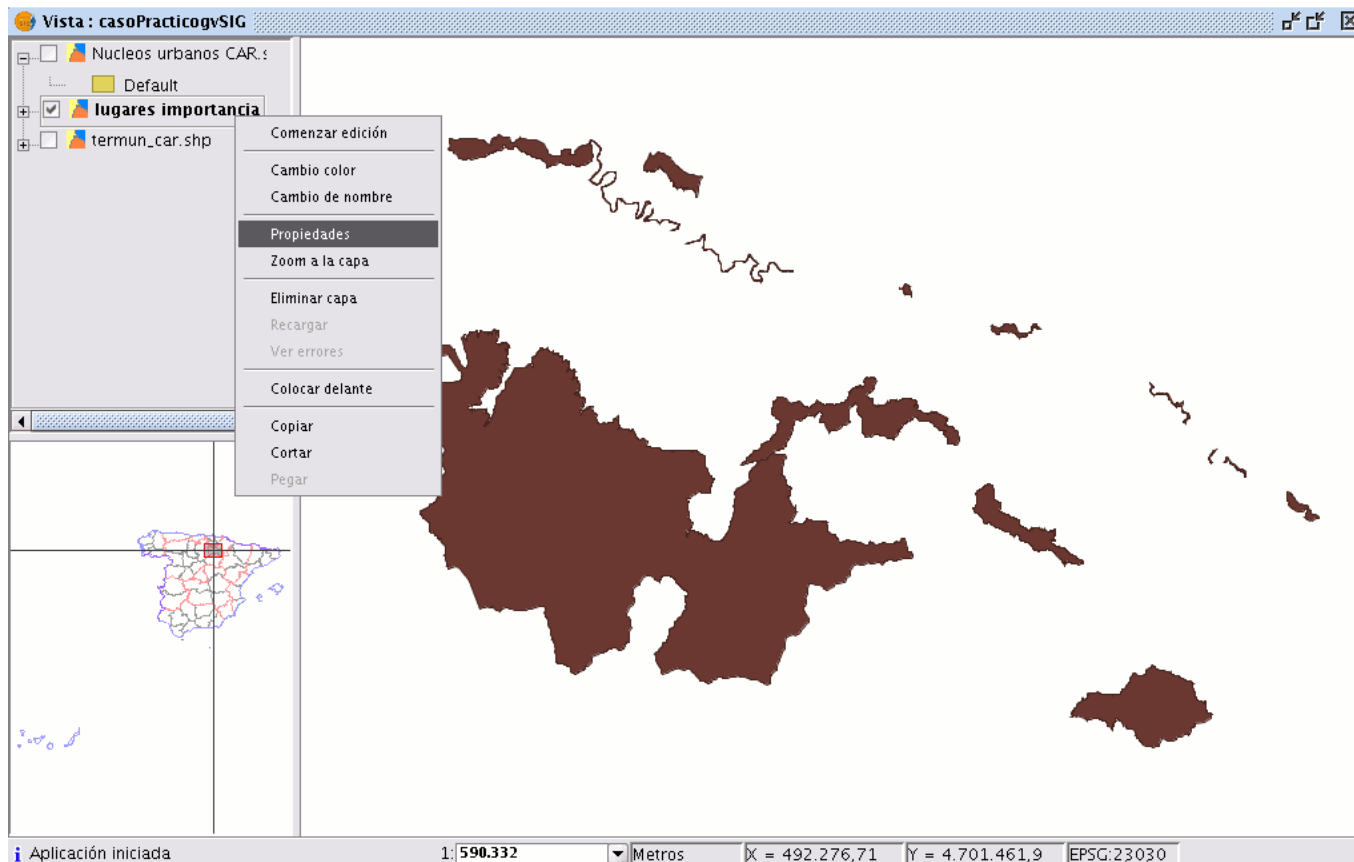 Vista : casoPracticogvSIG
Nucleos urbanos CAR.s
Default
lugares importancia
termun_car.shp
Comenzar edición
Cambio color
Cambio de nombre
Propiedades
Zoom a la capa
Eliminar capa
Recargar
Ver errores
Colocar delante
Copiar
Cortar
Pegar
Aplicación iniciada 1: 590.332 Metros X = 492.276,71 Y = 4.701.461,9 EPSG:23030